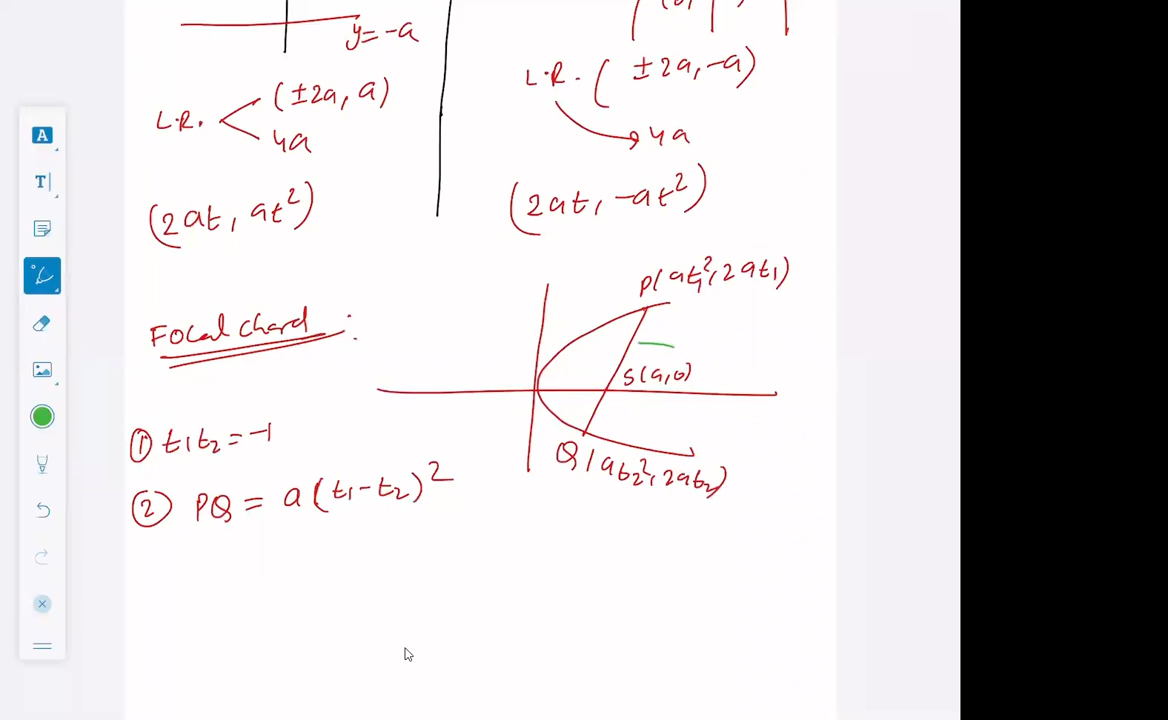 y = -a
L.R. (±2a, a)
4a
(2at, at²)
L.R. (±2a, -a)
4a
(2at, -at²)
Focal chord :
P(at₁², 2at₁)
S(a, 0)
Q(at₂², 2at₂)
① t₁t₂ = -1
② PQ = a(t₁ - t₂)²
A
T